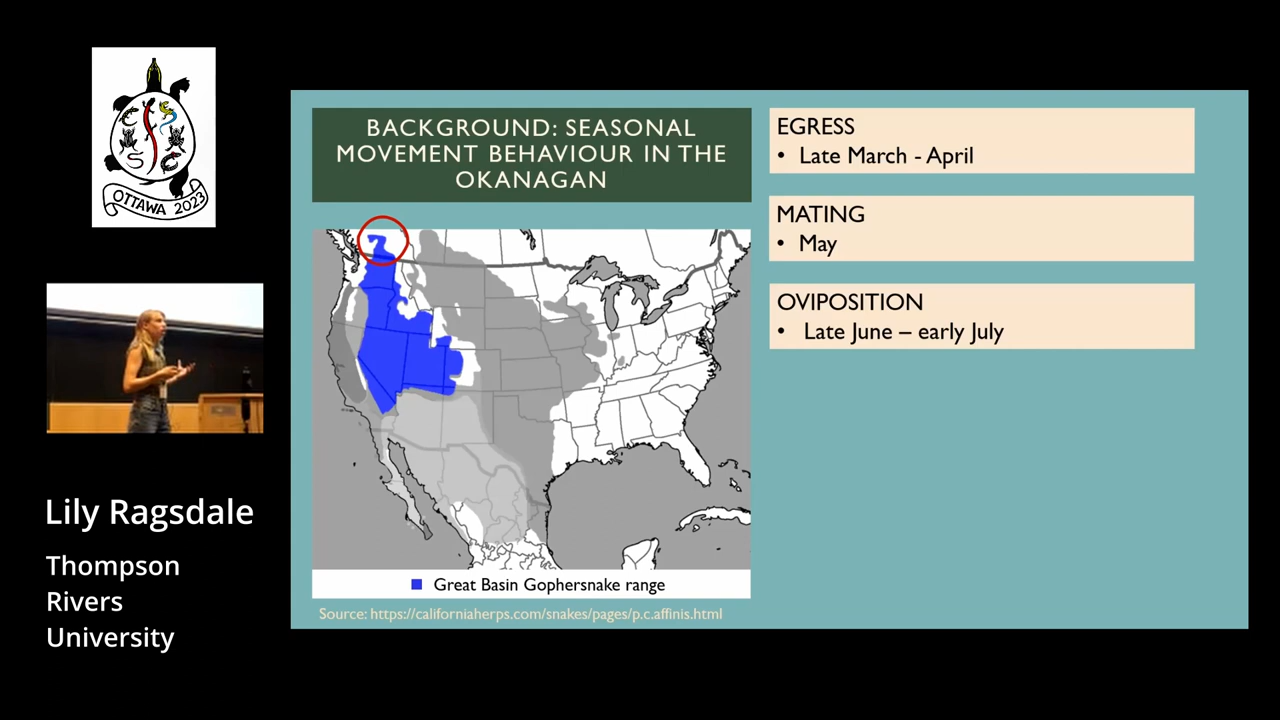 C
S
S
C
OTTAWA 2023
Lily Ragsdale
Thompson
Rivers
University
BACKGROUND: SEASONAL
MOVEMENT BEHAVIOUR IN THE
OKANAGAN
Great Basin Gophersnake range
Source: https://californiaherps.com/snakes/pages/p.c.affinis.html
EGRESS
• Late March - April
MATING
• May
OVIPOSITION
• Late June – early July